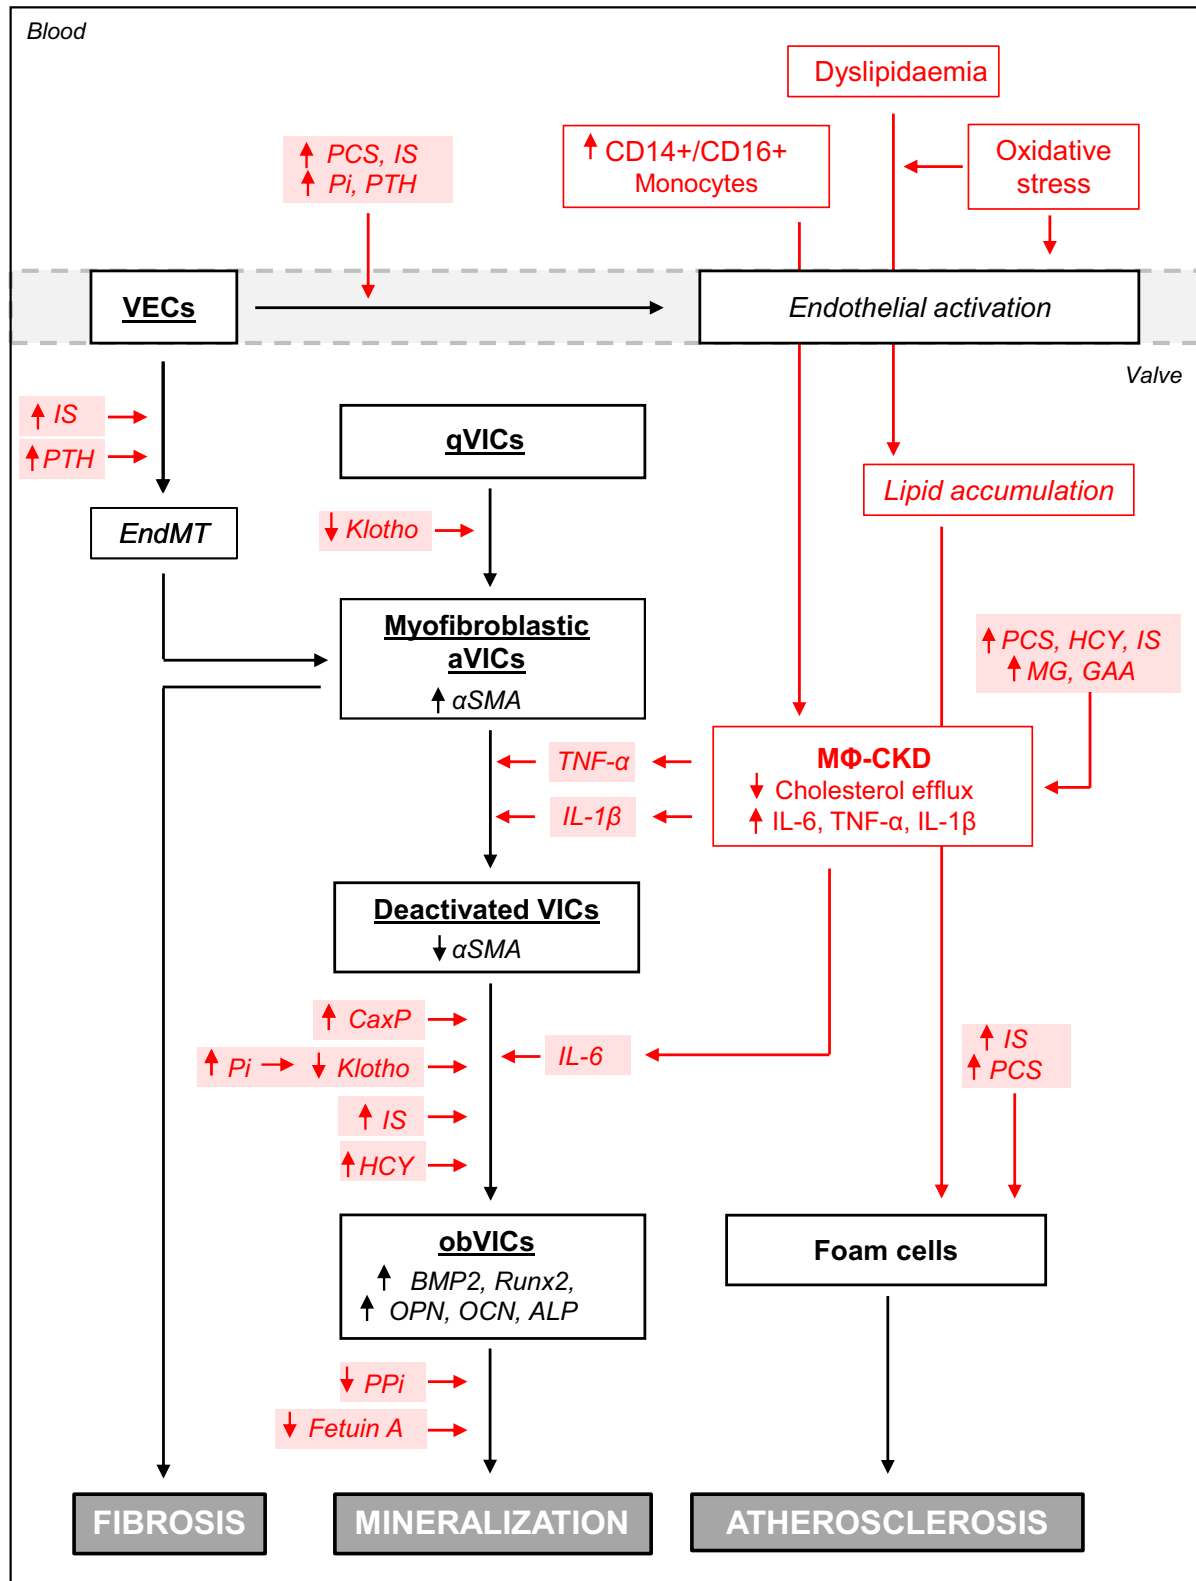 Blood
Dyslipidaemia
↑ CD14+/CD16+
Monocytes
Oxidative
stress
↑ PCS, IS
↑ Pi, PTH
VECs
Endothelial activation
Valve
↑ IS
↑ PTH
qVICs
Lipid accumulation
EndMT
↓ Klotho
Myofibroblastic
aVICs
↑ αSMA
↑ PCS, HCY, IS
↑ MG, GAA
TNF-α
IL-1β
MΦ-CKD
↓ Cholesterol efflux
↑ IL-6, TNF-α, IL-1β
Deactivated VICs
↓ αSMA
↑ CaxP
↑ Pi → ↓ Klotho
↑ IS
↑ HCY
IL-6
↑ IS
↑ PCS
obVICs
↑ BMP2, Runx2,
↑ OPN, OCN, ALP
Foam cells
↓ PPi
↓ Fetuin A
FIBROSIS
MINERALIZATION
ATHEROSCLEROSIS